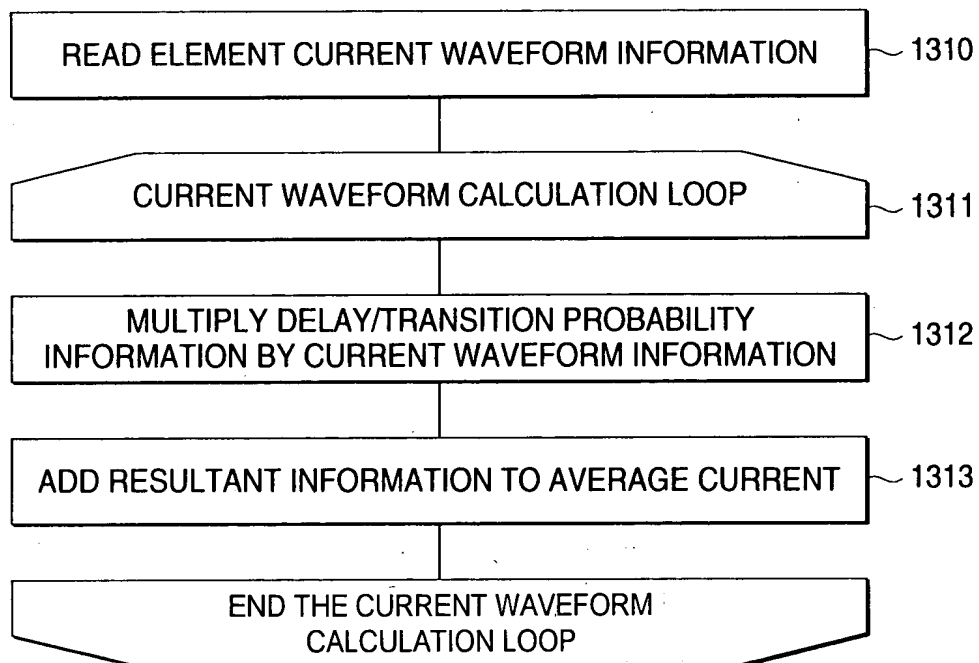 READ ELEMENT CURRENT WAVEFORM INFORMATION 1310
CURRENT WAVEFORM CALCULATION LOOP 1311
MULTIPLY DELAY/TRANSITION PROBABILITY
INFORMATION BY CURRENT WAVEFORM INFORMATION 1312
ADD RESULTANT INFORMATION TO AVERAGE CURRENT 1313
END THE CURRENT WAVEFORM
CALCULATION LOOP